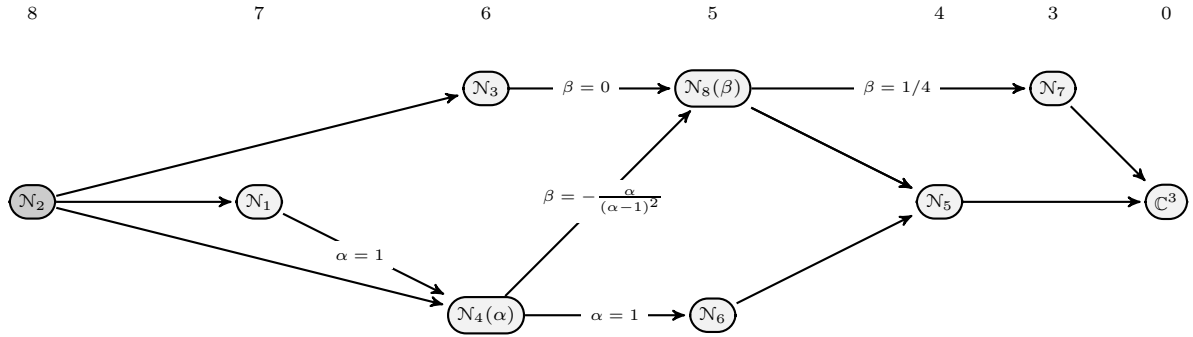 8 7 6 5 4 3 0
𝔑₃ β = 0 𝔑₈(β) β = 1/4 𝔑₇
𝔑₂ 𝔑₁ β = −α/(α−1)² 𝔑₅ ℂ³
α = 1
𝔑₄(α) α = 1 𝔑₆